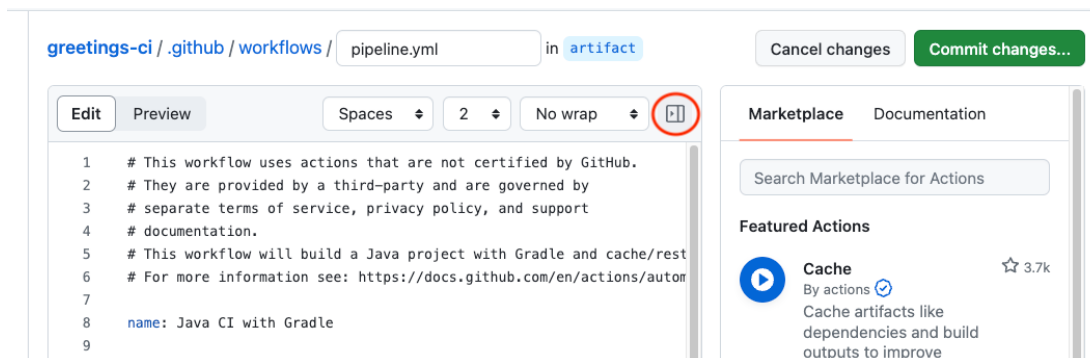 greetings-ci / .github / workflows / pipeline.yml in artifact
Cancel changes
Commit changes...
Edit
Preview
Spaces
2
No wrap
1 # This workflow uses actions that are not certified by GitHub.
2 # They are provided by a third-party and are governed by
3 # separate terms of service, privacy policy, and support
4 # documentation.
5 # This workflow will build a Java project with Gradle and cache/rest
6 # For more information see: https://docs.github.com/en/actions/autom
7
8 name: Java CI with Gradle
9
Marketplace
Documentation
Search Marketplace for Actions
Featured Actions
Cache
3.7k
By actions
Cache artifacts like
dependencies and build
outputs to improve